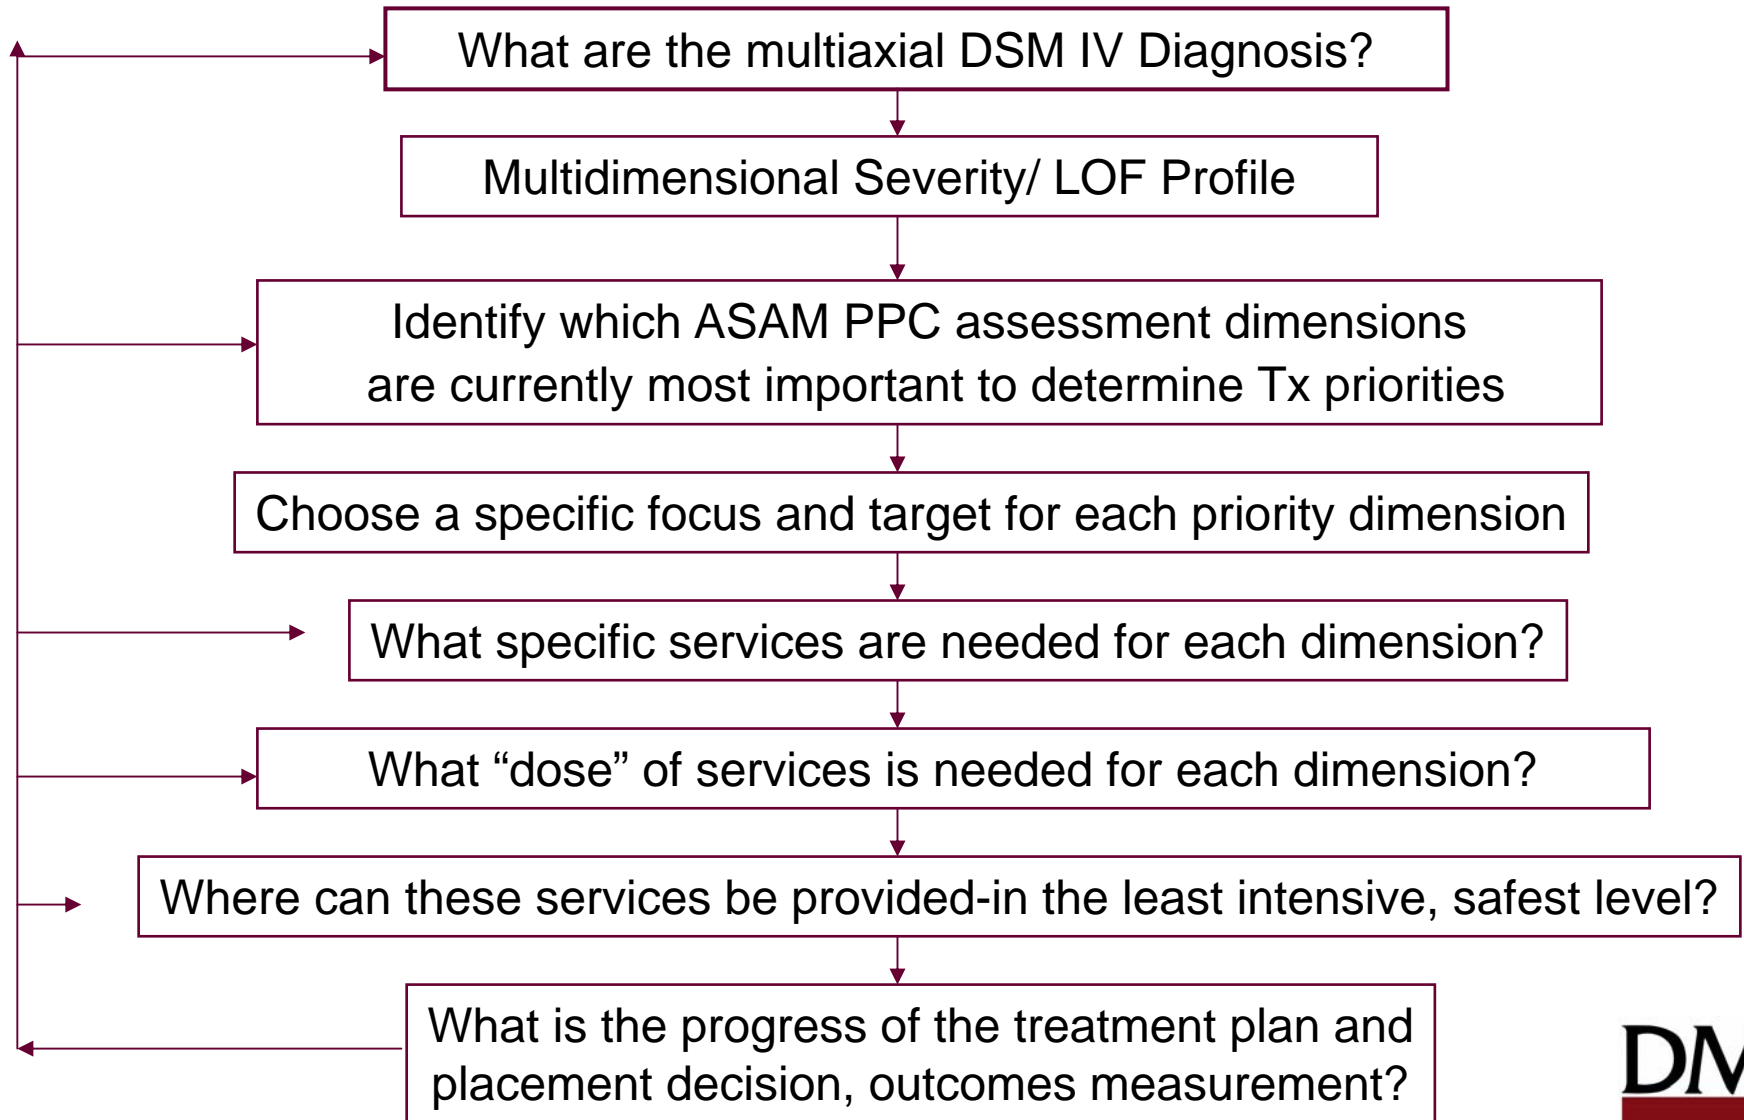 What are the multiaxial DSM IV Diagnosis?
Multidimensional Severity/ LOF Profile
Identify which ASAM PPC assessment dimensions
are currently most important to determine Tx priorities
Choose a specific focus and target for each priority dimension
What specific services are needed for each dimension?
What “dose” of services is needed for each dimension?
Where can these services be provided-in the least intensive, safest level?
What is the progress of the treatment plan and
placement decision, outcomes measurement?